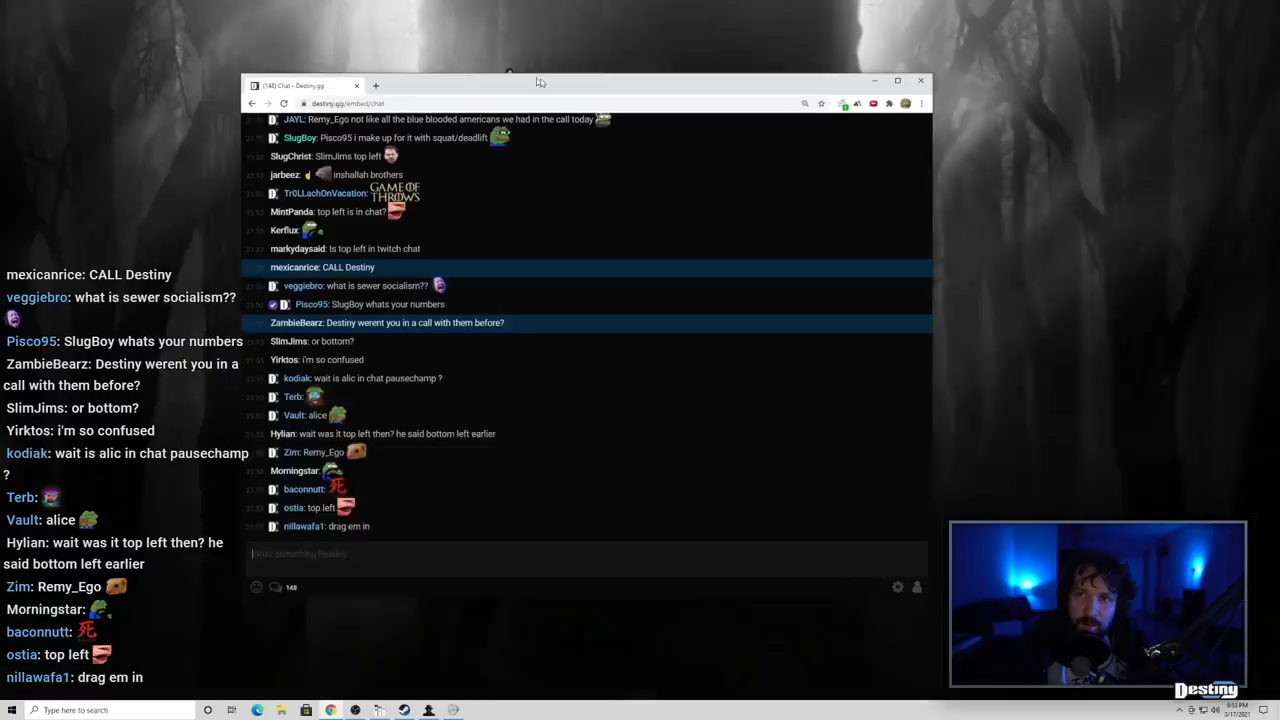 (148) Chat - Destiny.gg
destiny.gg/embed/chat
JAYL: Remy_Ego not like all the blue blooded americans we had in the call today
SlugBoy: Pisco95 i make up for it with squat/deadlift
SlugChrist: SlimJims top left
jarbeez: inshallah brothers
Tr0LLachOnVacation: GAME OF THROWS
MintPanda: top left is in chat?
Kerflux:
markydaysaid: Is top left in twitch chat
mexicanrice: CALL Destiny
veggiebro: what is sewer socialism??
Pisco95: SlugBoy whats your numbers
ZambieBearz: Destiny werent you in a call with them before?
SlimJims: or bottom?
Yirktos: i'm so confused
kodiak: wait is alic in chat pausechamp ?
Terb:
Vault: alice
Hylian: wait was it top left then? he said bottom left earlier
Zim: Remy_Ego
Morningstar:
baconnutt: 死
ostia: top left
nillawafa1: drag em in
148
mexicanrice: CALL Destiny
veggiebro: what is sewer socialism??
Pisco95: SlugBoy whats your numbers
ZambieBearz: Destiny werent you in a
call with them before?
SlimJims: or bottom?
Yirktos: i'm so confused
kodiak: wait is alic in chat pausechamp
?
Terb:
Vault: alice
Hylian: wait was it top left then? he
said bottom left earlier
Zim: Remy_Ego
Morningstar:
baconnutt: 死
ostia: top left
nillawafa1: drag em in
Destiny
Type here to search
9:53 PM
3/17/2021